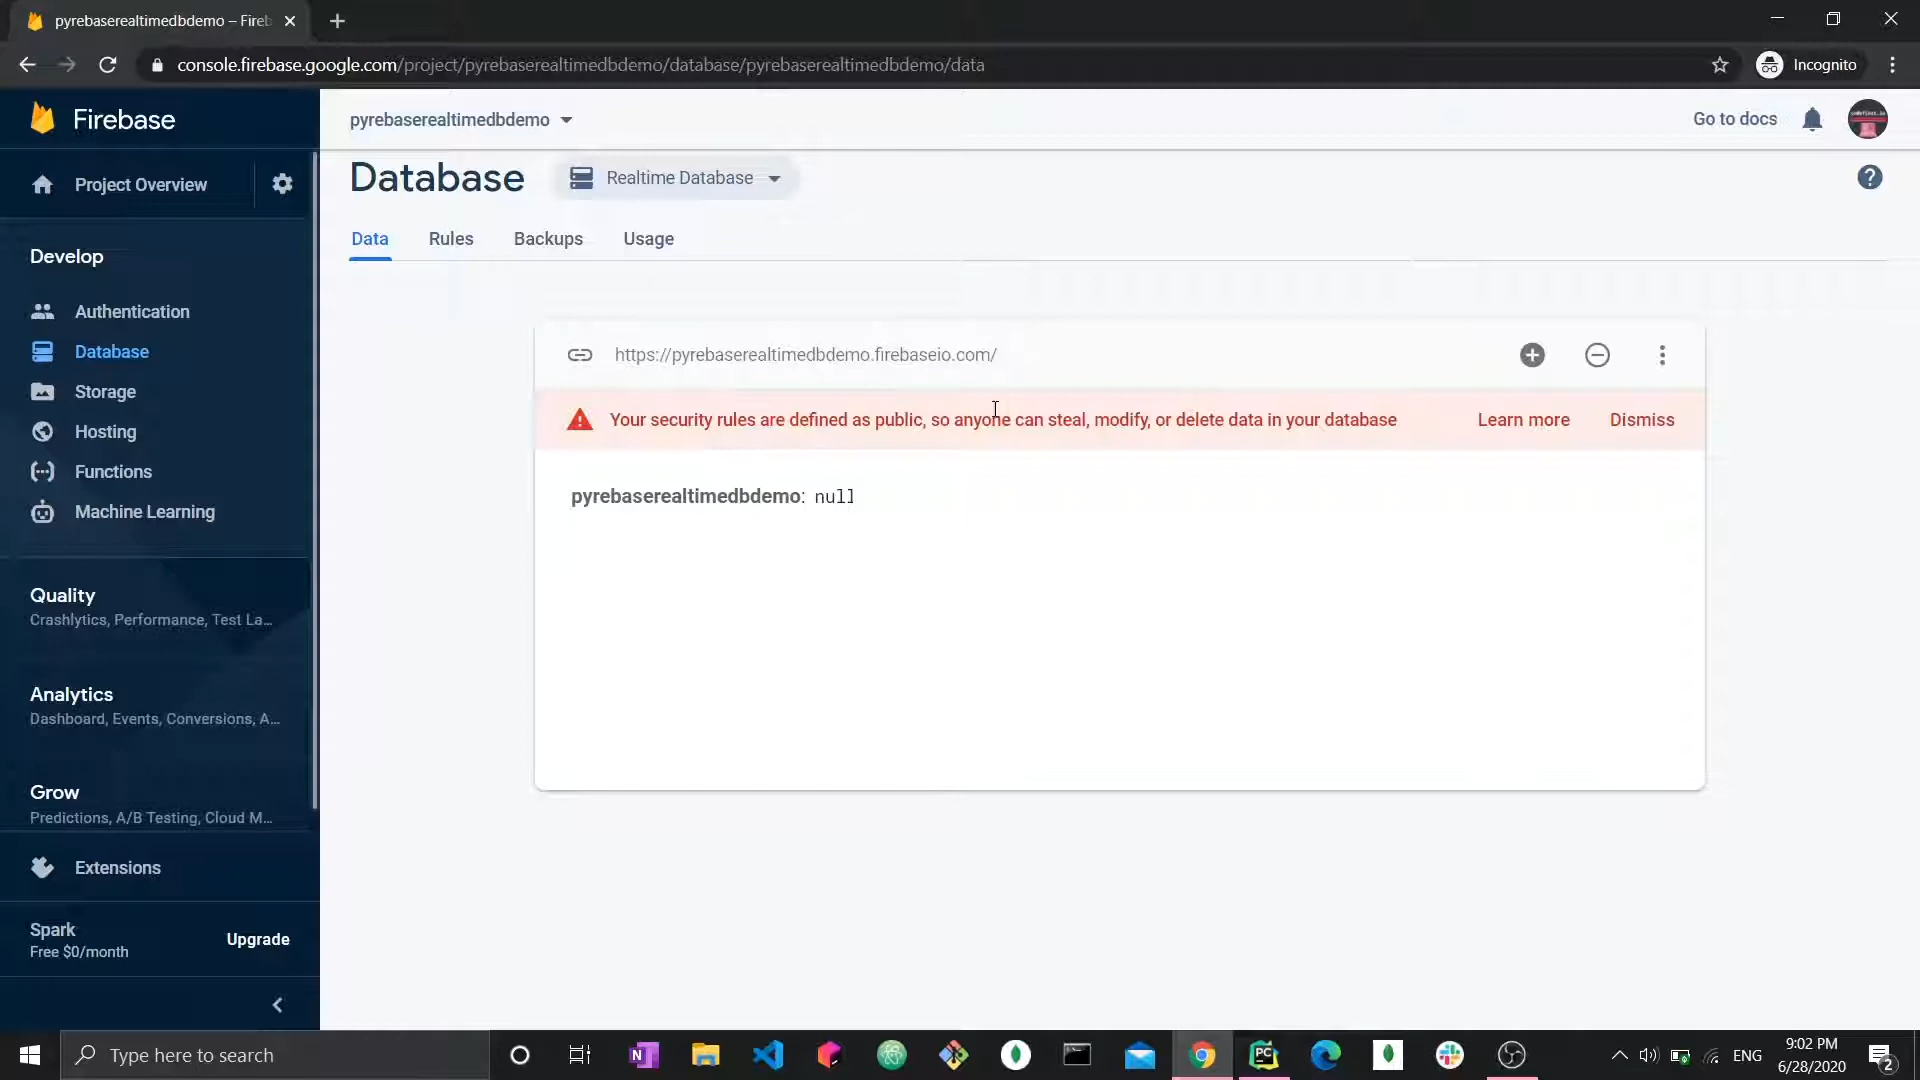 pyrebaserealtimedbdemo – Fireb
console.firebase.google.com/project/pyrebaserealtimedbdemo/database/pyrebaserealtimedbdemo/data
Incognito
Firebase
pyrebaserealtimedbdemo
Go to docs
Project Overview
Database
Realtime Database
Data
Rules
Backups
Usage
Develop
Authentication
Database
Storage
Hosting
Functions
Machine Learning
https://pyrebaserealtimedbdemo.firebaseio.com/
Your security rules are defined as public, so anyone can steal, modify, or delete data in your database
Learn more
Dismiss
pyrebaserealtimedbdemo: null
Quality
Crashlytics, Performance, Test La...
Analytics
Dashboard, Events, Conversions, A...
Grow
Predictions, A/B Testing, Cloud M...
Extensions
Spark
Free $0/month
Upgrade
Type here to search
N
PC
ENG
9:02 PM
6/28/2020
2